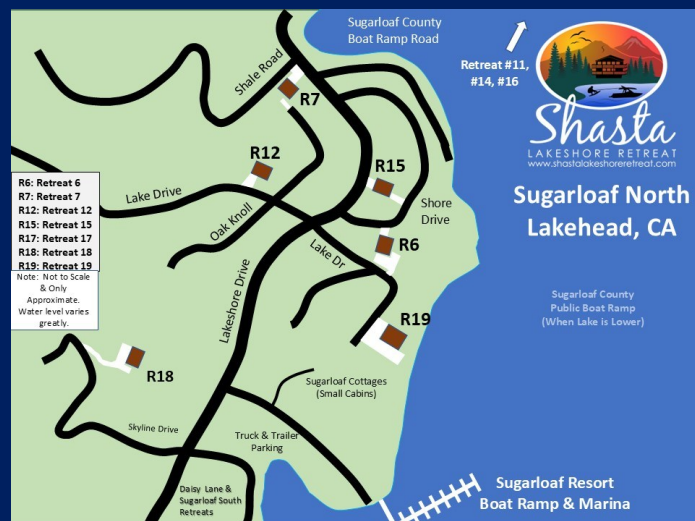 Sugarloaf County
Boat Ramp Road
Retreat #11,
#14, #16
Shasta
LAKESHORE RETREAT
www.shastalakeshoreretreat.com
Sugarloaf North
Lakehead, CA
Shale Road
R7
R12
R15
R6: Retreat 6
R7: Retreat 7
R12: Retreat 12
R15: Retreat 15
R17: Retreat 17
R18: Retreat 18
R19: Retreat 19
Note: Not to Scale
& Only
Approximate.
Water level varies
greatly.
Lake Drive
Oak Knoll
Shore
Drive
Lake Dr
R6
Lakeshore Drive
Sugarloaf County
Public Boat Ramp
(When Lake is Lower)
R19
R18
Sugarloaf Cottages
(Small Cabins)
Skyline Drive
Truck & Trailer
Parking
Daisy Lane &
Sugarloaf South
Retreats
Sugarloaf Resort
Boat Ramp & Marina